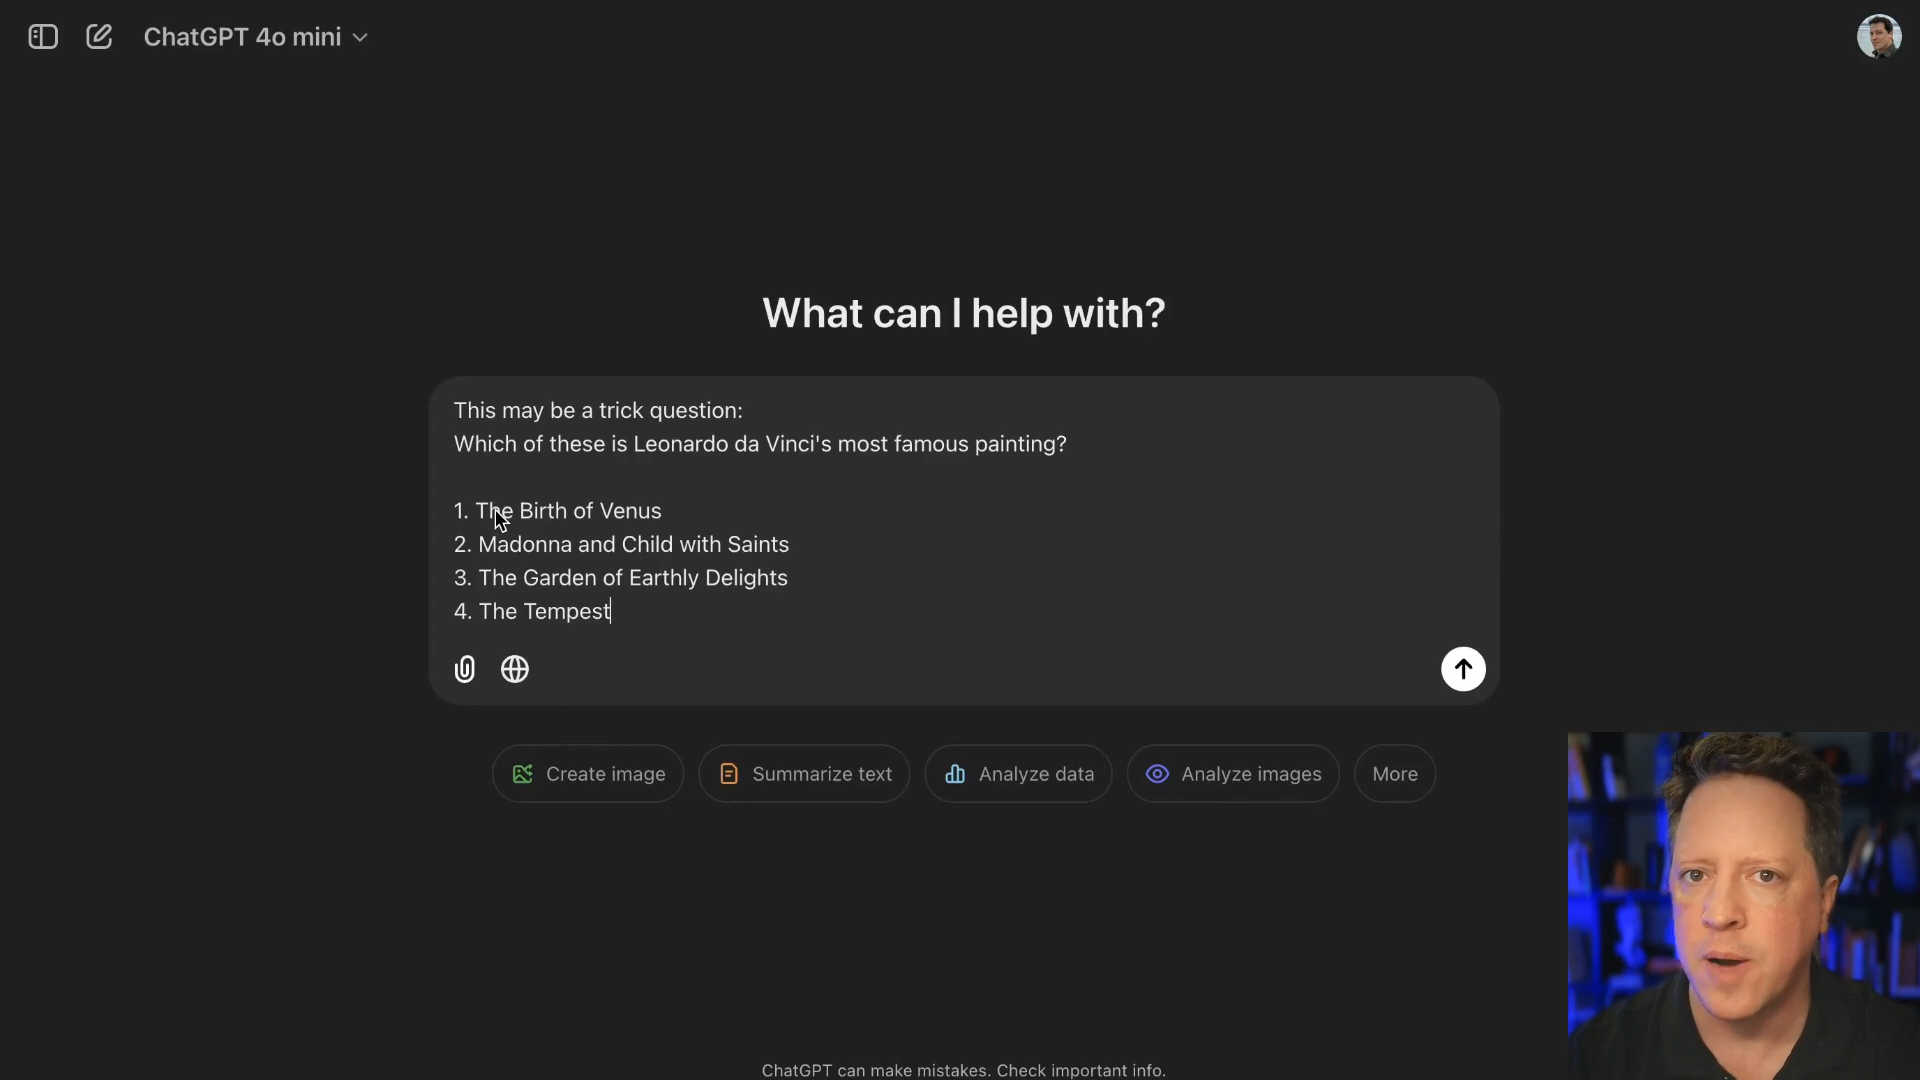 ChatGPT 4o mini
What can I help with?
This may be a trick question:
Which of these is Leonardo da Vinci's most famous painting?
1. The Birth of Venus
2. Madonna and Child with Saints
3. The Garden of Earthly Delights
4. The Tempest
Create image
Summarize text
Analyze data
Analyze images
More
ChatGPT can make mistakes. Check important info.